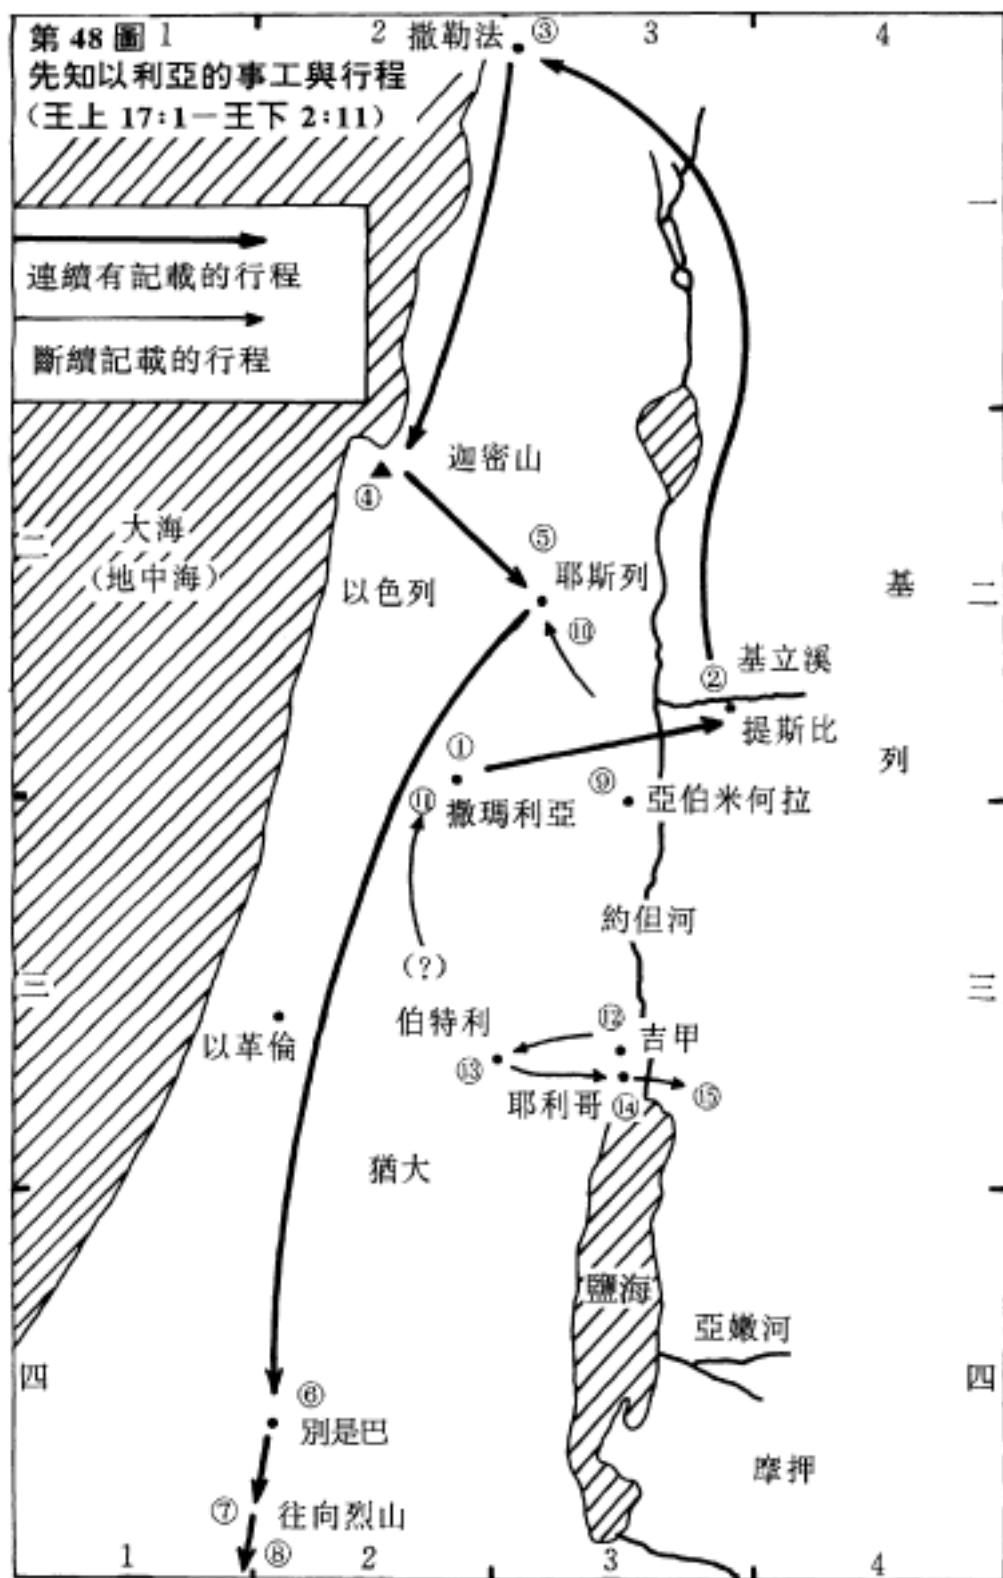 第 48 圖
先知以利亞的事工與行程
(王上 17:1－王下 2:11)
1
2
3
4
撒勒法 ③
一
連續有記載的行程
斷續記載的行程
迦密山
④
大海
(地中海)
二
⑤
耶斯列
以色列
⑩
基
二
基立溪
②
提斯比
列
①
⑪
撒瑪利亞
⑨
亞伯米何拉
約但河
(?)
三
三
以革倫
伯特利
⑫
吉甲
⑬
耶利哥 ⑭
⑮
猶大
鹽海
亞嫩河
四
四
⑥
別是巴
摩押
⑦ 往向烈山
⑧
1
2
3
4